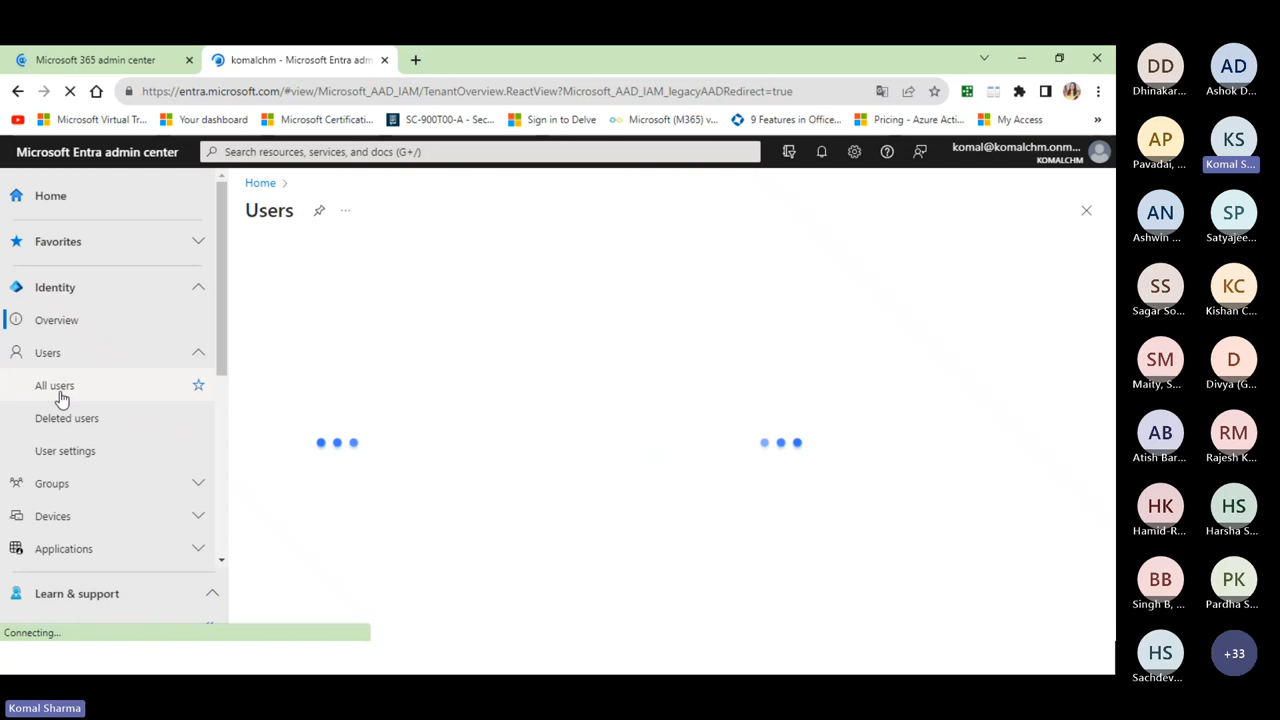 Microsoft 365 admin center
komalchm - Microsoft Entra adm
https://entra.microsoft.com/#view/Microsoft_AAD_IAM/TenantOverview.ReactView?Microsoft_AAD_IAM_legacyAADRedirect=true
Microsoft Virtual Tr...
Your dashboard
Microsoft Certificati...
SC-900T00-A - Sec...
Sign in to Delve
Microsoft (M365) v...
9 Features in Office...
Pricing - Azure Acti...
My Access
»
Microsoft Entra admin center
Search resources, services, and docs (G+/)
komal@komalchm.onm...
KOMALCHM
Home
Favorites
Identity
Overview
Users
All users
Deleted users
User settings
Groups
Devices
Applications
Learn & support
Connecting...
Home >
Users
...
DD
Dhinakar...
AD
Ashok D...
AP
Pavadai, ...
KS
Komal S...
AN
Ashwin ...
SP
Satyajee...
SS
Sagar So...
KC
Kishan C...
SM
Maity, S...
D
Divya (G...
AB
Atish Bar...
RM
Rajesh K...
HK
Hamid-R...
HS
Harsha S...
BB
Singh B, ...
PK
Pardha S...
HS
Sachdev...
+33
Komal Sharma